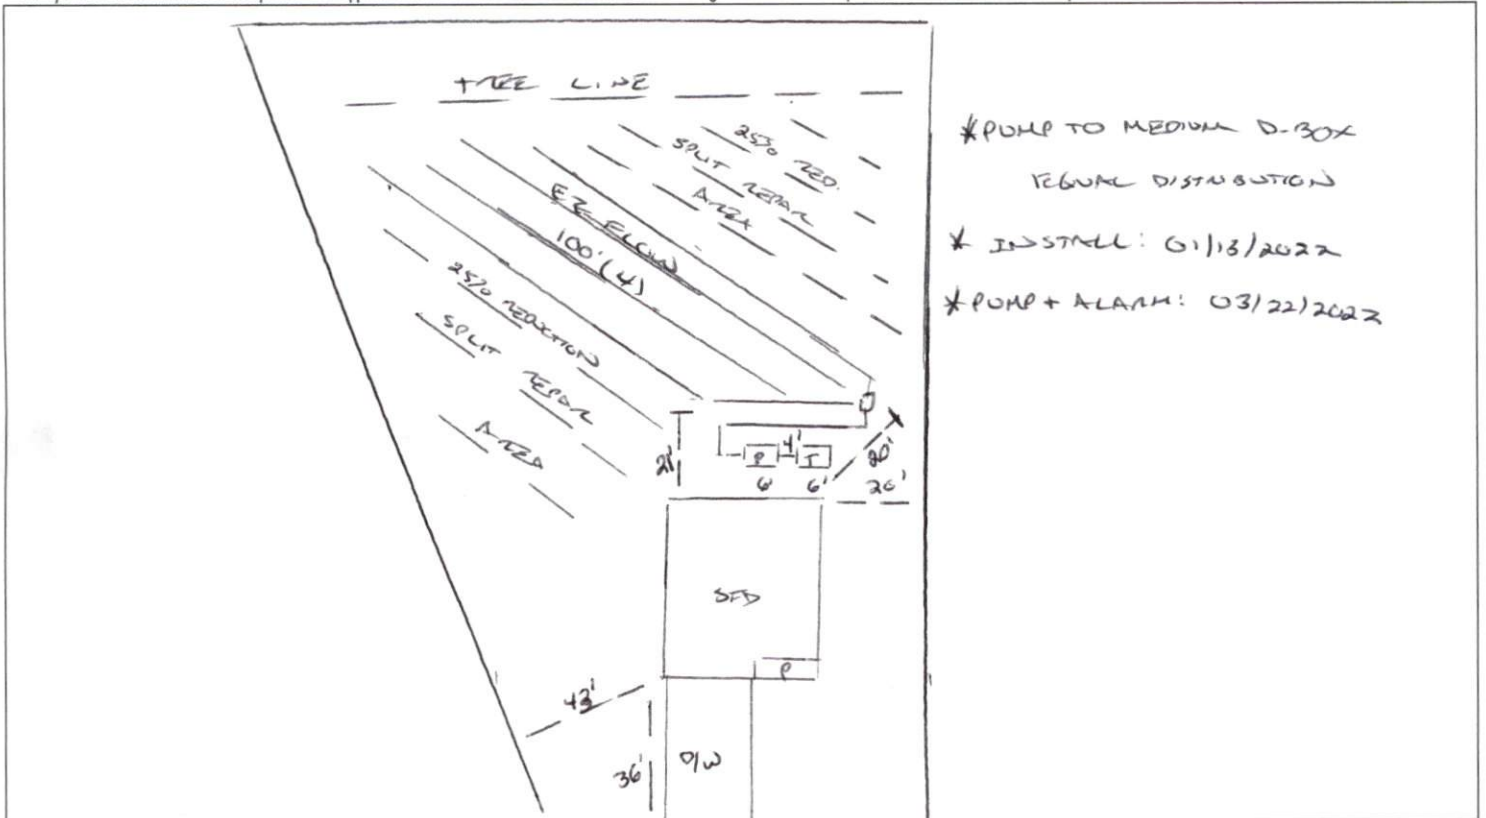 TREE LINE
25% RED.
SPLIT REPAIR
AREA
EZ FLOW
100' (4)
25% REDUCTION
SPLIT
REPAIR
AREA
*PUMP TO MEDIUM D-BOX
EQUAL DISTRIBUTION
* INSTALL: 01/13/2022
*PUMP + ALARM: 03/22/2022
21'
P
4'
T
6'
6'
20'
20'
SFD
P
43'
36'
D/W